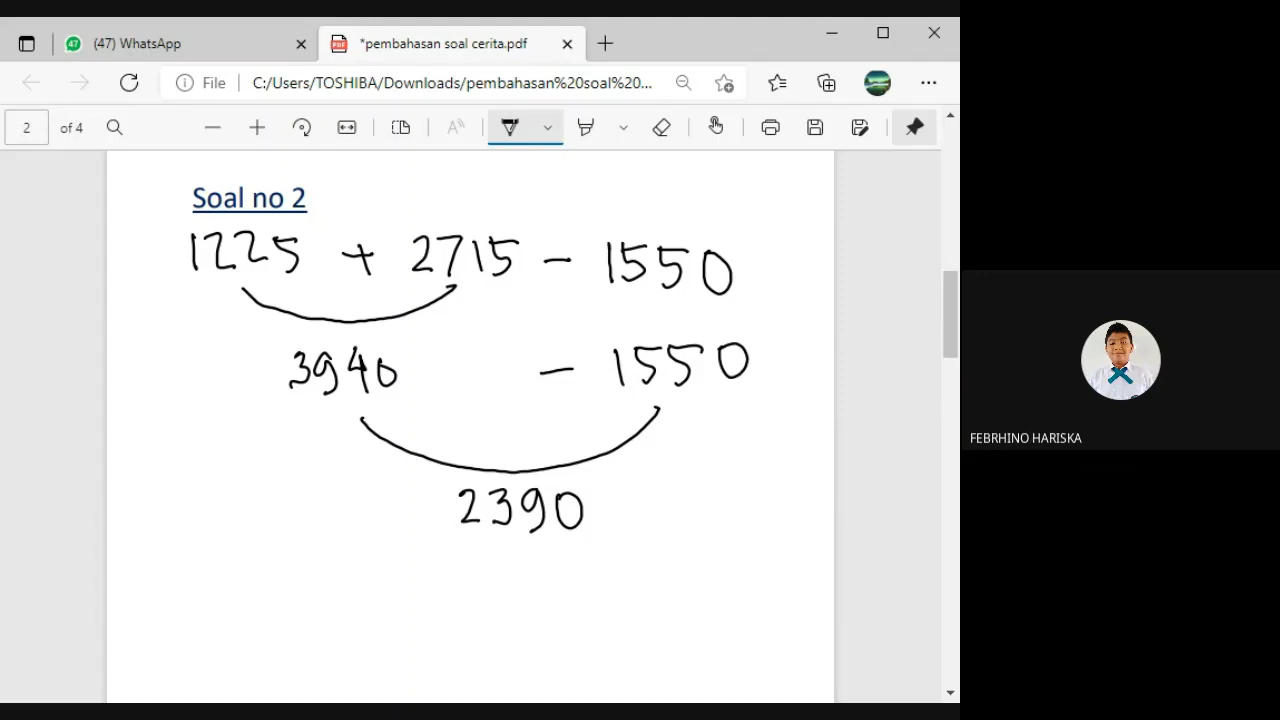 (47) WhatsApp
*pembahasan soal cerita.pdf
File C:/Users/TOSHIBA/Downloads/pembahasan%20soal%20...
2 of 4
Soal no 2
1225 + 2715 - 1550
3940 - 1550
2390
FEBRHINO HARISKA